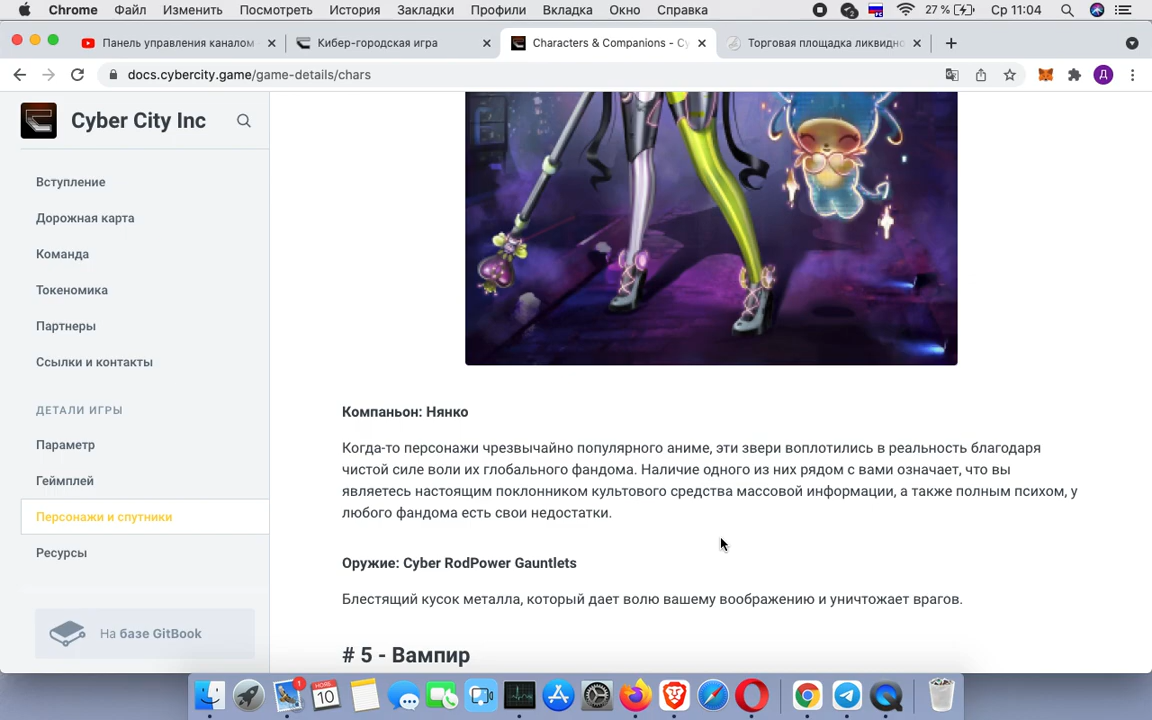 Chrome Файл Изменить Посмотреть История Закладки Профили Вкладка Окно Справка 27 % Ср 11:04
Панель управления каналом Кибер-городская игра Characters & Companions - Cy Торговая площадка ликвидно
docs.cybercity.game/game-details/chars Д
Cyber City Inc
Вступление
Дорожная карта
Команда
Токеномика
Партнеры
Ссылки и контакты
ДЕТАЛИ ИГРЫ
Параметр
Геймплей
Персонажи и спутники
Ресурсы
На базе GitBook
Компаньон: Нянко
Когда-то персонажи чрезвычайно популярного аниме, эти звери воплотились в реальность благодаря
чистой силе воли их глобального фандома. Наличие одного из них рядом с вами означает, что вы
являетесь настоящим поклонником культового средства массовой информации, а также полным психом, у
любого фандома есть свои недостатки.
Оружие: Cyber RodPower Gauntlets
Блестящий кусок металла, который дает волю вашему воображению и уничтожает врагов.
# 5 - Вампир
1
НОЯБ.
10